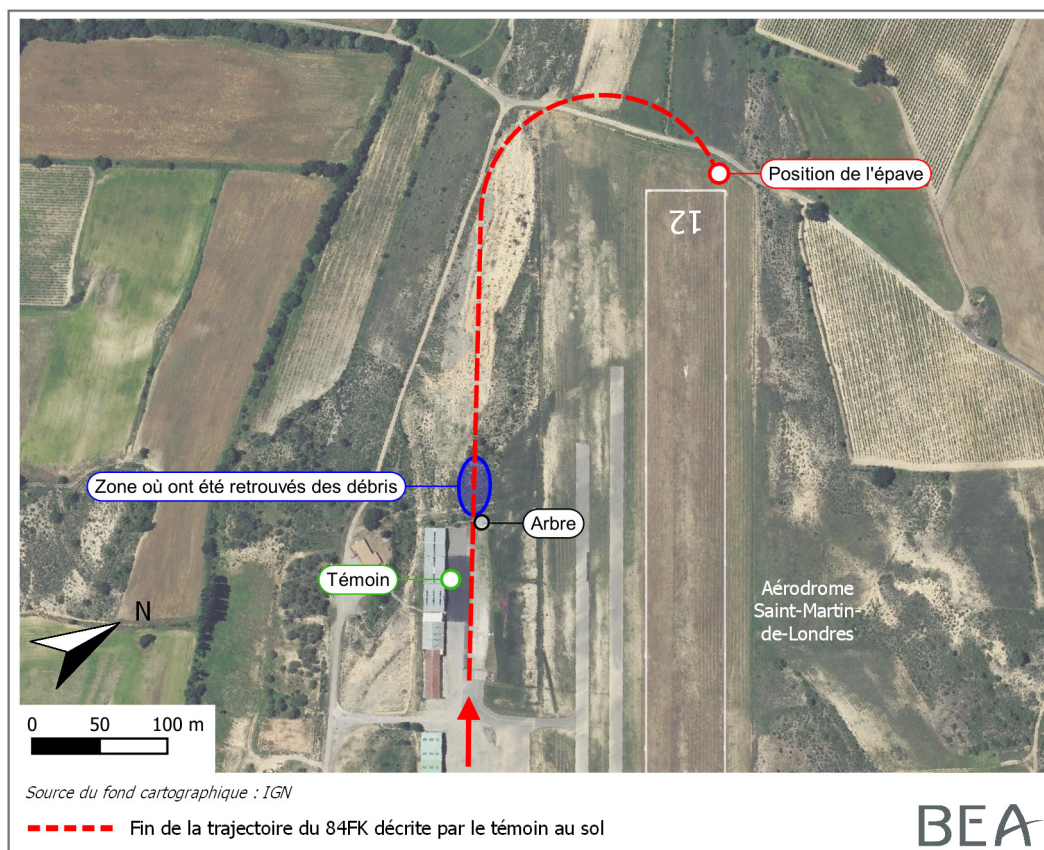 Position de l'épave
12
Zone où ont été retrouvés des débris
Arbre
Témoin
Aérodrome
Saint-Martin-
de-Londres
N
0 50 100 m
Source du fond cartographique : IGN
Fin de la trajectoire du 84FK décrite par le témoin au sol
BEA